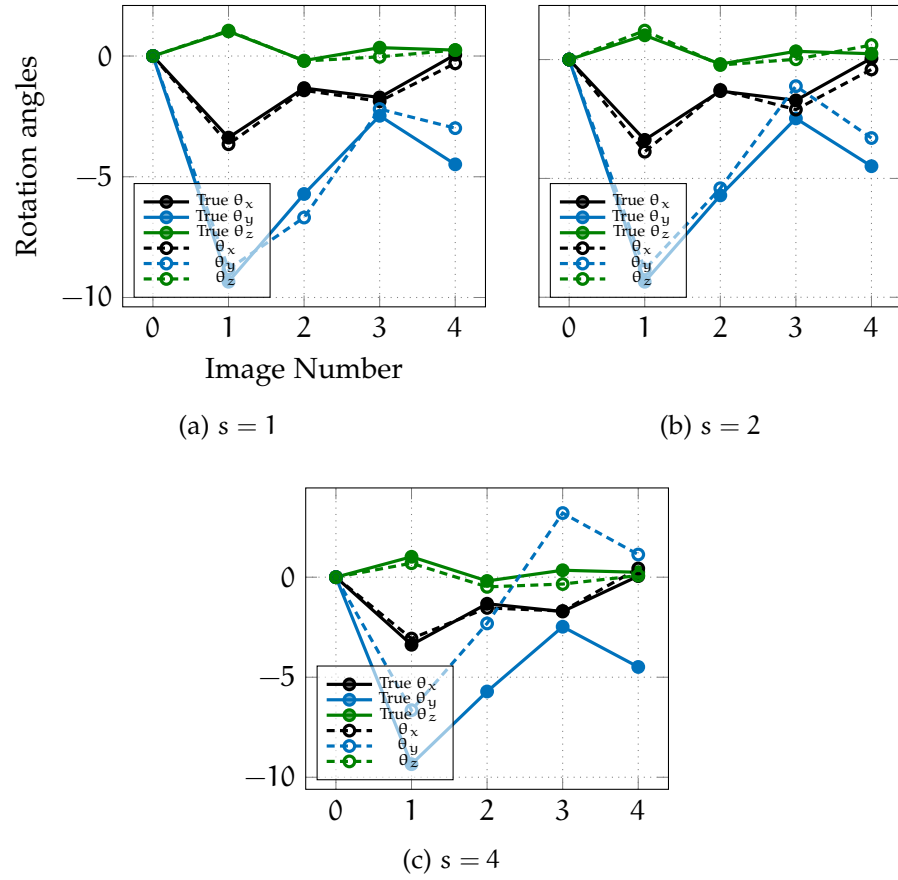 Rotation angles
0
−5
−10
True θx
True θy
True θz
θx
θy
θz
0 1 2 3 4
Image Number
(a) s = 1
True θx
True θy
True θz
θx
θy
θz
0 1 2 3 4
(b) s = 2
0
−5
−10
True θx
True θy
True θz
θx
θy
θz
0 1 2 3 4
(c) s = 4